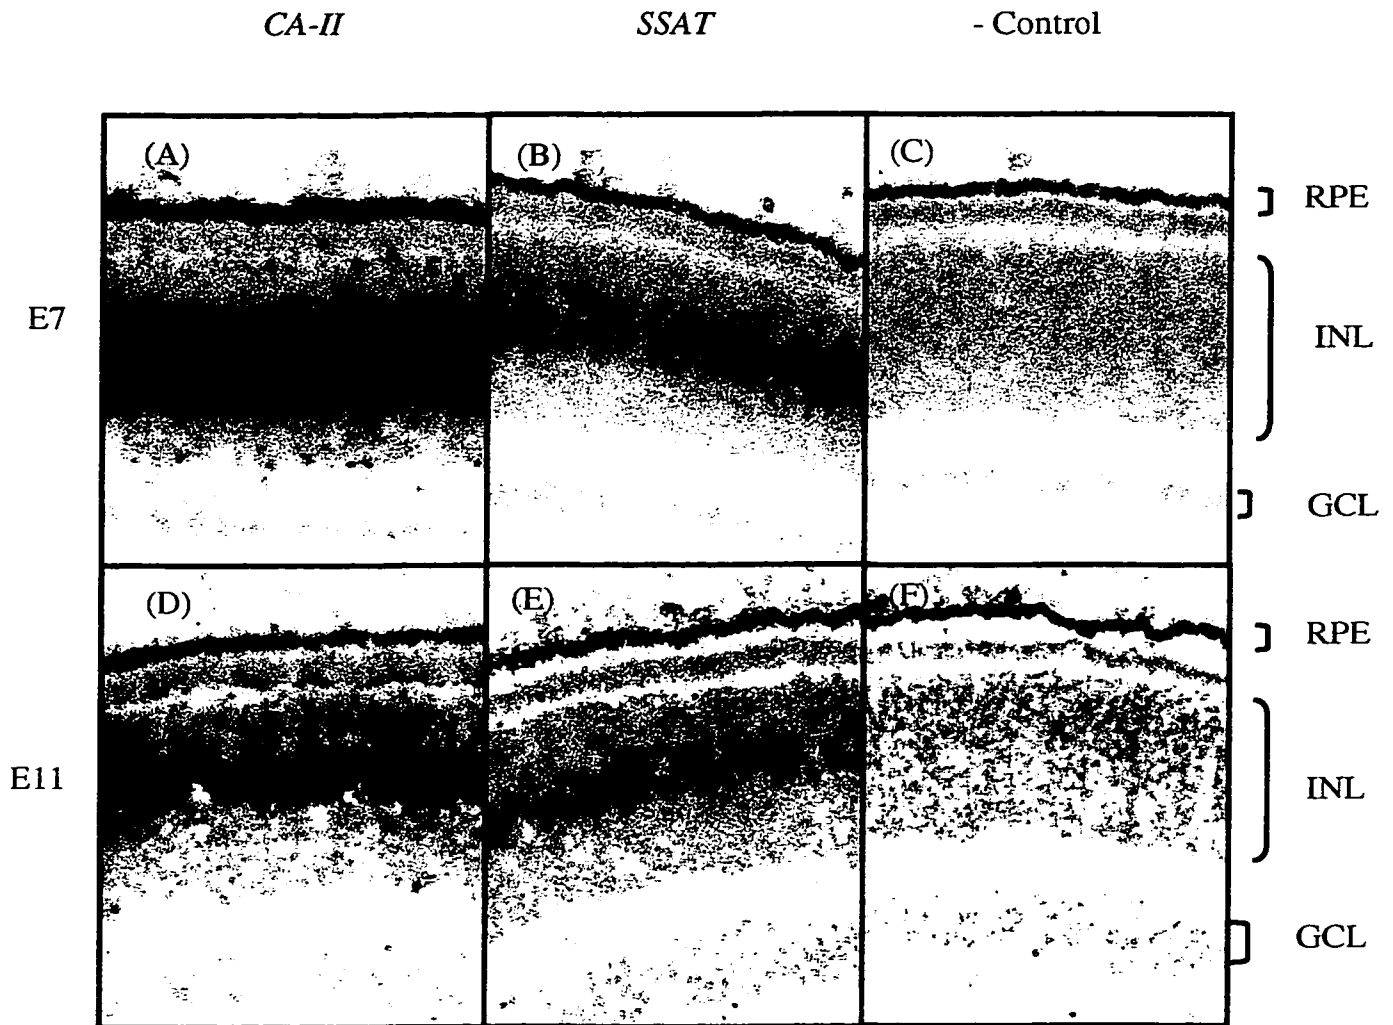 CA-II SSAT - Control
(A) (B) (C) RPE
E7 INL
GCL
(D) (E) (F) RPE
E11 INL
GCL